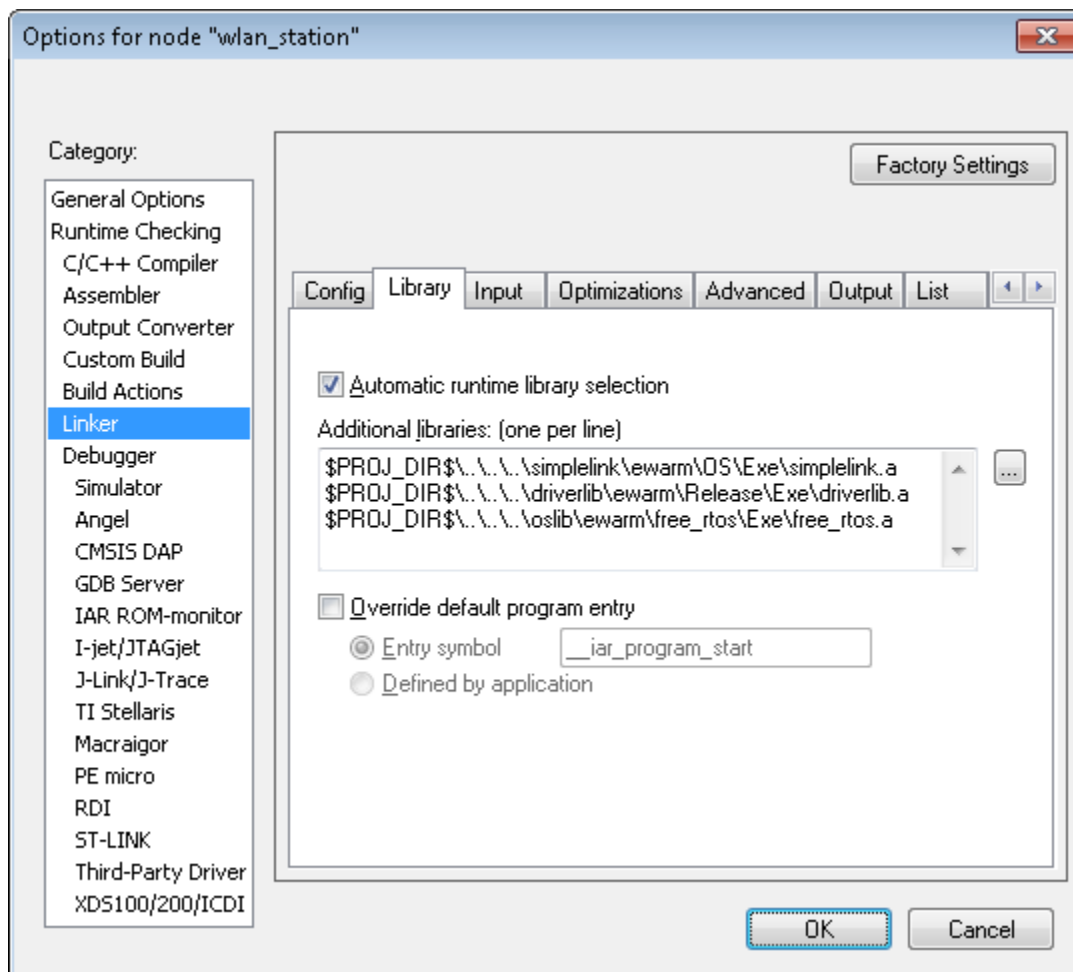 Options for node "wlan_station"
Category:
General Options
Runtime Checking
C/C++ Compiler
Assembler
Output Converter
Custom Build
Build Actions
Linker
Debugger
Simulator
Angel
CMSIS DAP
GDB Server
IAR ROM-monitor
I-jet/JTAGjet
J-Link/J-Trace
TI Stellaris
Macraigor
PE micro
RDI
ST-LINK
Third-Party Driver
XDS100/200/ICDI
Factory Settings
Config Library Input Optimizations Advanced Output List
Automatic runtime library selection
Additional libraries: (one per line)
$PROJ_DIR$\..\..\..\simplelink\ewarm\OS\Exe\simplelink.a
$PROJ_DIR$\..\..\..\driverlib\ewarm\Release\Exe\driverlib.a
$PROJ_DIR$\..\..\..\oslib\ewarm\free_rtos\Exe\free_rtos.a
...
Override default program entry
Entry symbol __iar_program_start
Defined by application
OK Cancel